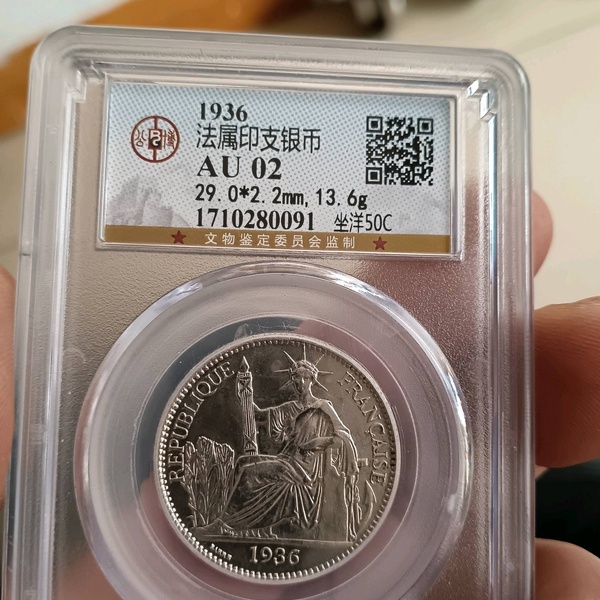 1936
法属印支银币
AU 02
29.0*2.2mm,13.6g
1710280091 坐洋50C
文物鉴定委员会监制
REPUBLIQUE FRANCAISE
1936